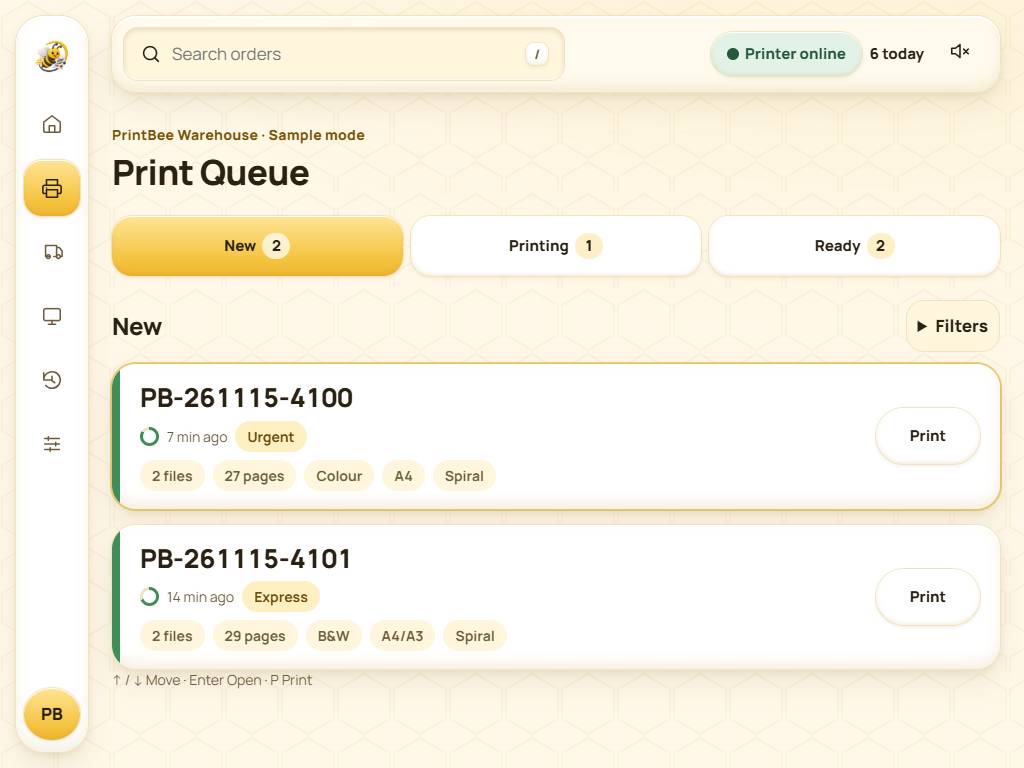 Search orders
/
Printer online
6 today
PrintBee Warehouse · Sample mode
Print Queue
New 2
Printing 1
Ready 2
New
Filters
PB-261115-4100
7 min ago
Urgent
2 files
27 pages
Colour
A4
Spiral
Print
PB-261115-4101
14 min ago
Express
2 files
29 pages
B&W
A4/A3
Spiral
Print
↑ / ↓ Move · Enter Open · P Print
PB